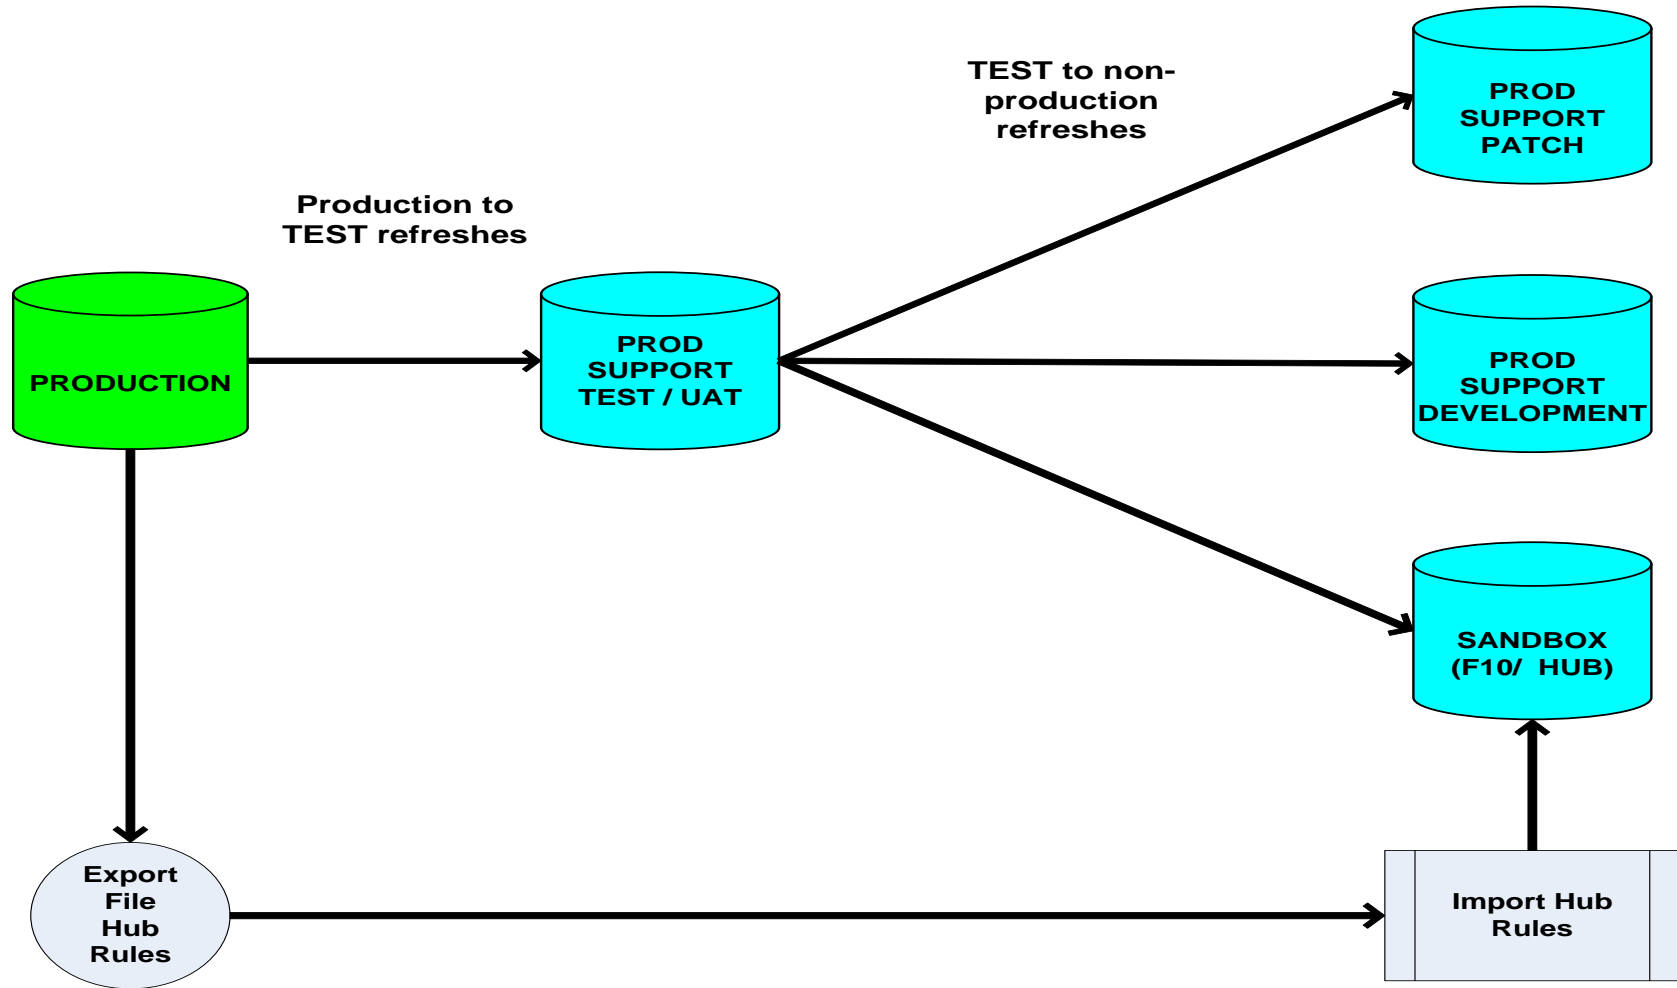 TEST to non-
production
refreshes
PROD
SUPPORT
PATCH
Production to
TEST refreshes
PRODUCTION
PROD
SUPPORT
TEST / UAT
PROD
SUPPORT
DEVELOPMENT
SANDBOX
(F10/  HUB)
Export
File
Hub
Rules
Import Hub
Rules